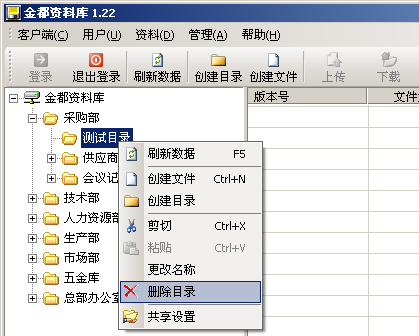 金都资料库 1.22
客户端(C) 用户(U) 资料(D) 管理(A) 帮助(H)
登录 退出登录 刷新数据 创建目录 创建文件 上传 下载
金都资料库
采购部
测试目录
供应商
会议记
技术部
人力资源部
生产部
市场部
五金库
总部办公室
版本号 文件
刷新数据 F5
创建文件 Ctrl+N
创建目录
剪切 Ctrl+X
粘贴 Ctrl+V
更改名称
删除目录
共享设置